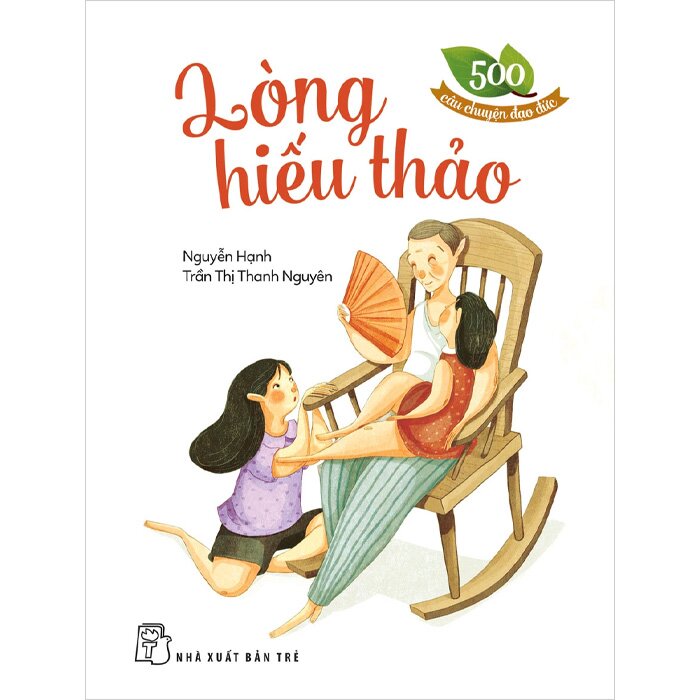 Lòng
hiếu thảo
500
câu chuyện đạo đức
Nguyễn Hạnh
Trần Thị Thanh Nguyên
T
NHÀ XUẤT BẢN TRẺ